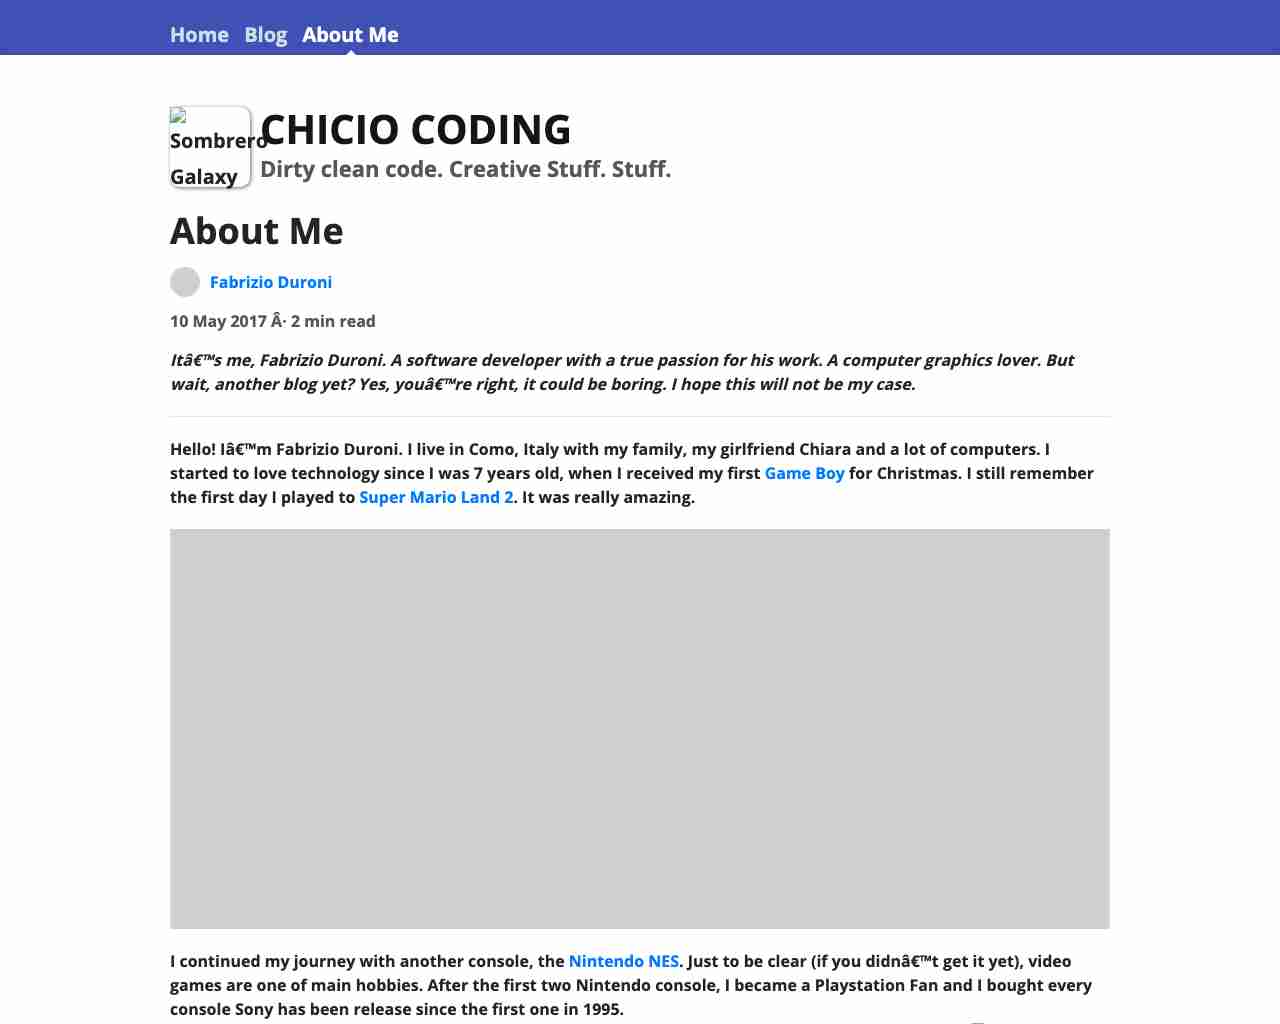 Home Blog About Me
Sombrero
Galaxy
CHICIO CODING
Dirty clean code. Creative Stuff. Stuff.
About Me
Fabrizio Duroni
10 May 2017 Â· 2 min read
Itâ€™s me, Fabrizio Duroni. A software developer with a true passion for his work. A computer graphics lover. But
wait, another blog yet? Yes, youâ€™re right, it could be boring. I hope this will not be my case.
Hello! Iâ€™m Fabrizio Duroni. I live in Como, Italy with my family, my girlfriend Chiara and a lot of computers. I
started to love technology since I was 7 years old, when I received my first Game Boy for Christmas. I still remember
the first day I played to Super Mario Land 2. It was really amazing.
I continued my journey with another console, the Nintendo NES. Just to be clear (if you didnâ€™t get it yet), video
games are one of main hobbies. After the first two Nintendo console, I became a Playstation Fan and I bought every
console Sony has been release since the first one in 1995.